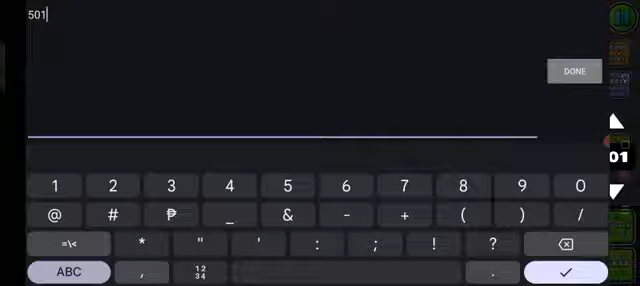 501
DONE
01
1 2 3 4 5 6 7 8 9 0
@ # ₱ _ & - + ( ) /
=\< * " ' : ; ! ?
ABC , 12 34 .